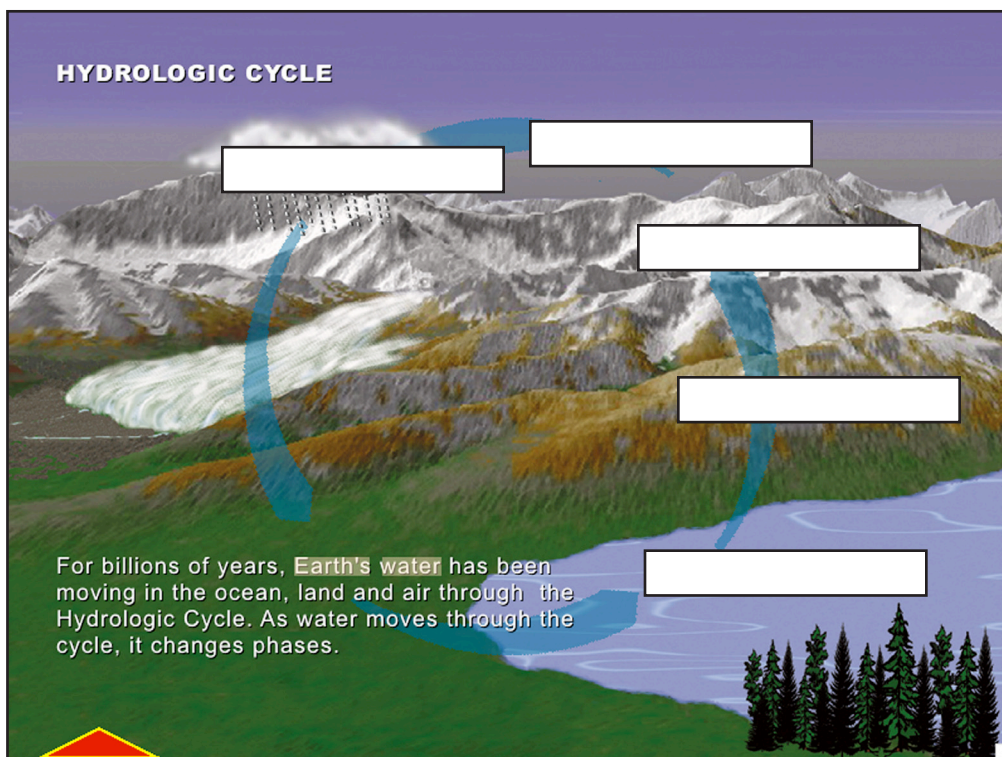 HYDROLOGIC CYCLE
For billions of years, Earth's water has been
moving in the ocean, land and air through the
Hydrologic Cycle. As water moves through the
cycle, it changes phases.